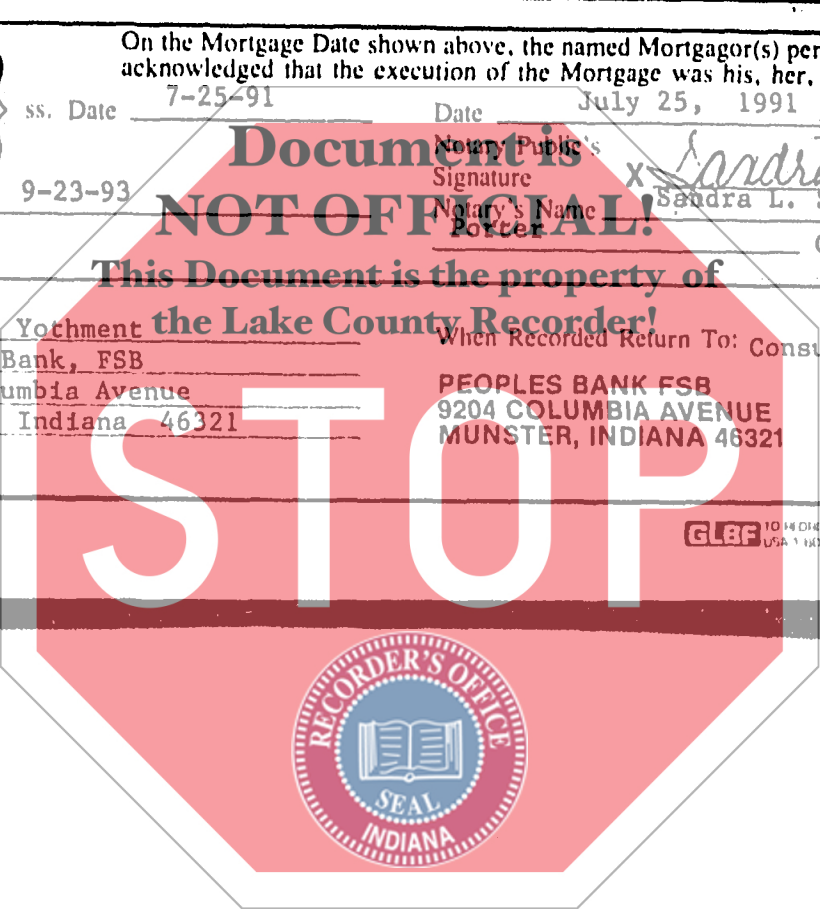 On the Mortgage Date shown above, the named Mortgagor(s) per
acknowledged that the execution of the Mortgage was his, her,
ss. Date 7-25-91 Date July 25, 1991
Document is
Notary Public's
Signature X Sandra
9-23-93
NOT OFFICIAL!
Notary's Name Sandra L.
Porter
This Document is the property of
the Lake County Recorder!
Yothment
When Recorded Return To: Consu
Bank, FSB
umbia Avenue
Indiana 46321
PEOPLES BANK FSB
9204 COLUMBIA AVENUE
MUNSTER, INDIANA 46321
STOP
GLBF
RECORDER'S OFFICE
SEAL
INDIANA